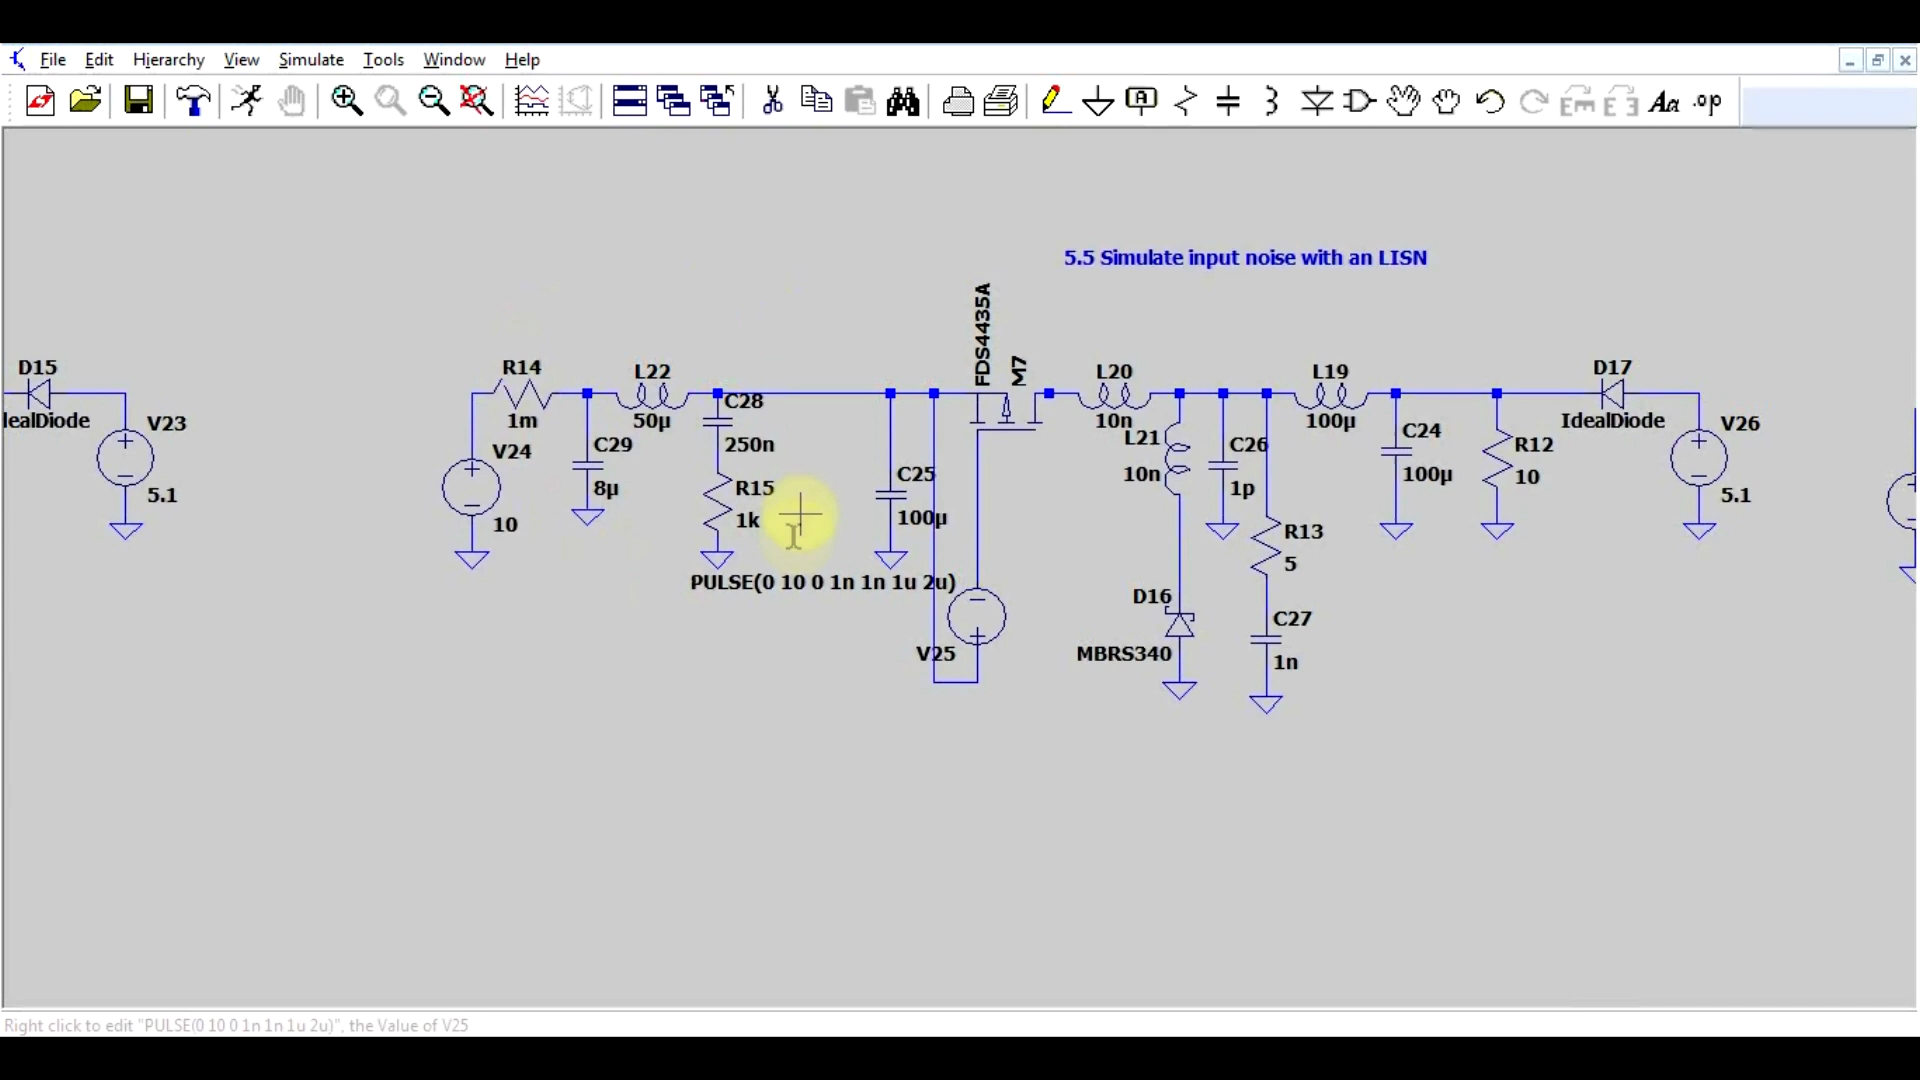 File Edit Hierarchy View Simulate Tools Window Help
A Aa .op
5.5 Simulate input noise with an LISN
FDS4435A
M7
D15 R14 L22 L20 L19 D17
C28
lealDiode 1m 50µ 10n 100µ IdealDiode
V23 V24 C29 250n L21 C26 C24 R12 V26
C25 10n 100µ 10
5.1 8µ R15 1p 5.1
10 1k 100µ R13
5
PULSE(0 10 0 1n 1n 1u 2u)
D16
C27
V25 MBRS340 1n
Right click to edit "PULSE(0 10 0 1n 1n 1u 2u)", the Value of V25